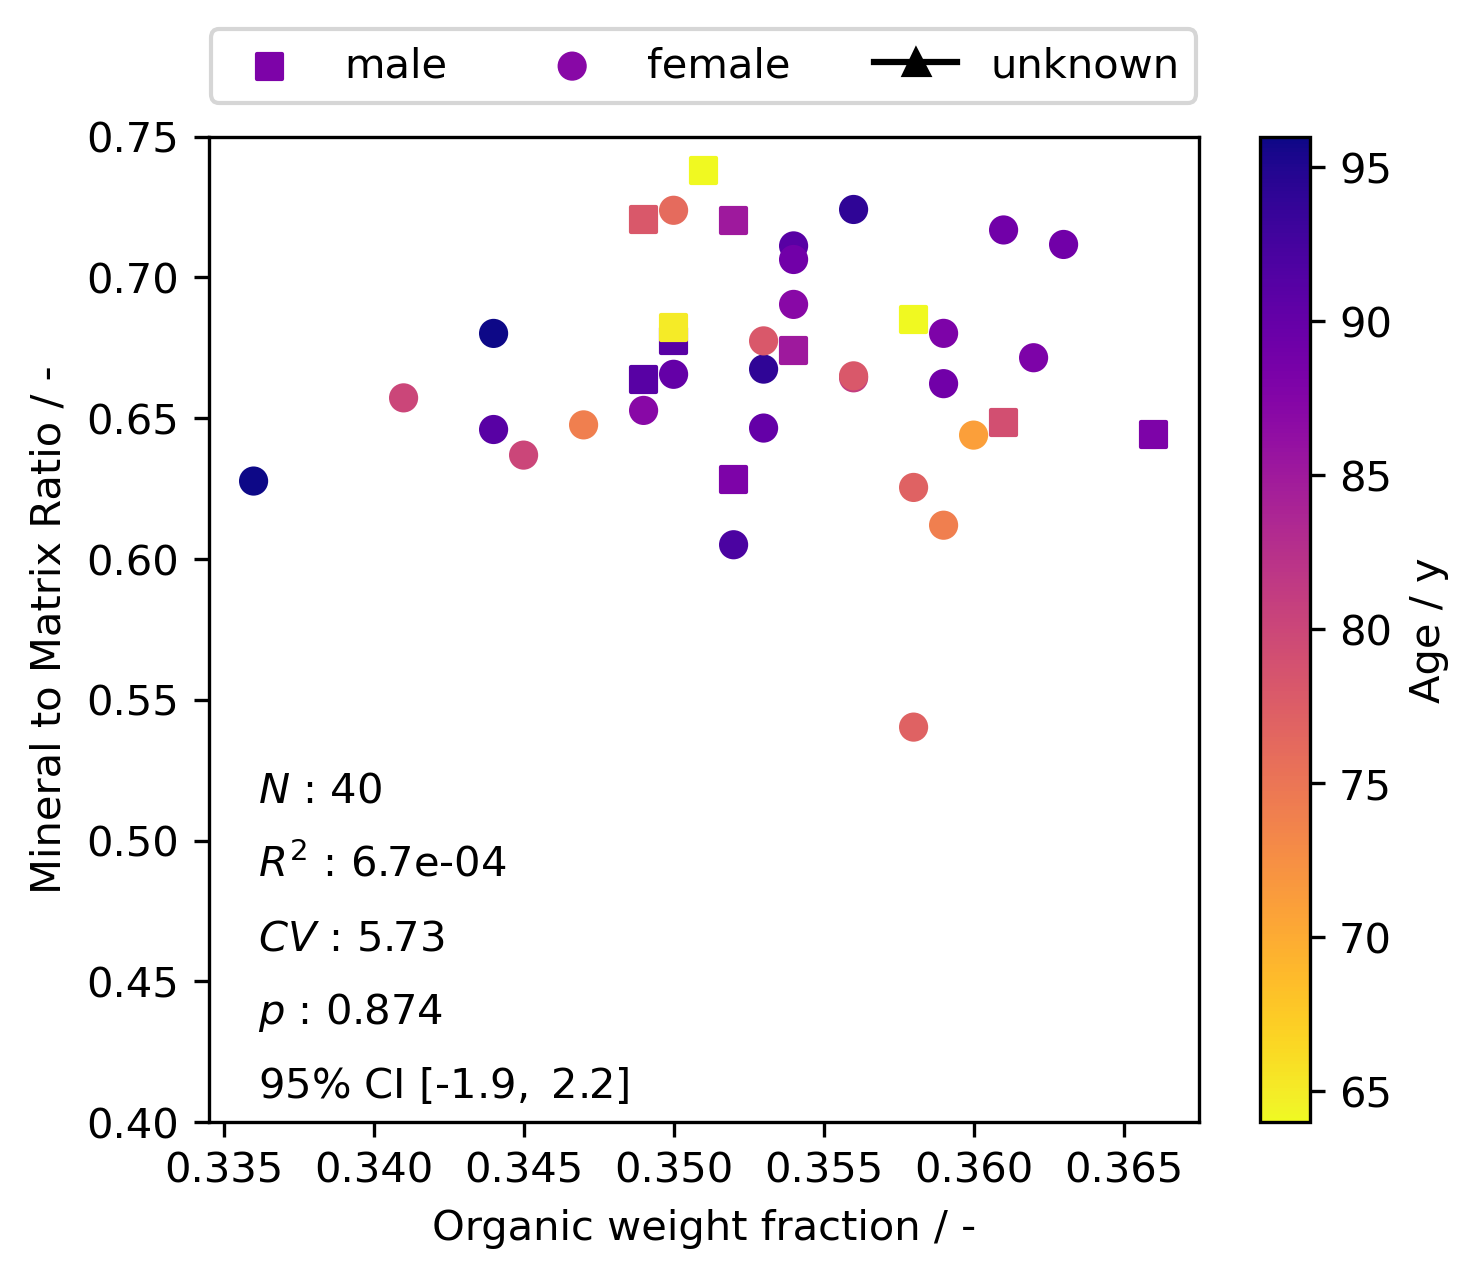 male female unknown
0.75
0.70
0.65
0.60
0.55
0.50
0.45
0.40
Mineral to Matrix Ratio / -
N : 40
R² : 6.7e-04
CV : 5.73
p : 0.874
95% CI [-1.9, 2.2]
0.335 0.340 0.345 0.350 0.355 0.360 0.365
Organic weight fraction / -
95
90
85
80
75
70
65
Age / y